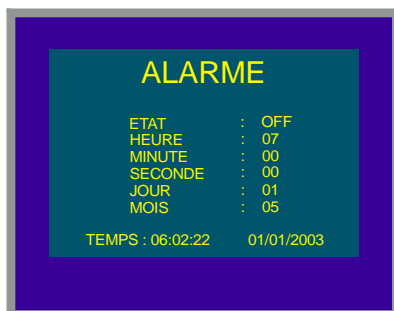 ALARME
ETAT : OFF
HEURE : 07
MINUTE : 00
SECONDE : 00
JOUR : 01
MOIS : 05
TEMPS : 06:02:22 01/01/2003